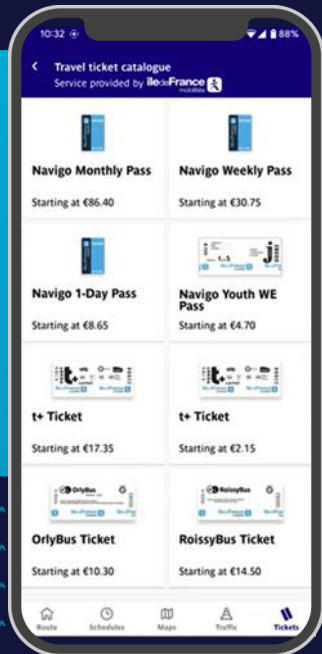 10:32
88%
Travel ticket catalogue
Service provided by îledeFrance
mobilités
Navigo Monthly Pass
Starting at €86.40
Navigo Weekly Pass
Starting at €30.75
Navigo 1-Day Pass
Starting at €8.65
Navigo Youth WE
Pass
Starting at €4.70
t+ Ticket
Starting at €17.35
t+ Ticket
Starting at €2.15
OrlyBus
OrlyBus Ticket
Starting at €10.30
RoissyBus
RoissyBus Ticket
Starting at €14.50
Route
Schedules
Maps
Traffic
Tickets